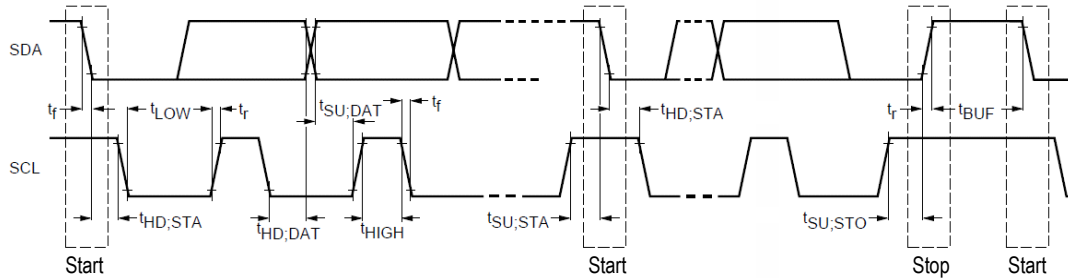 SDA
tf tLOW tr tSU;DAT tf tHD;STA tr tBUF
SCL
tHD;STA tHD;DAT tHIGH tSU;STA tSU;STO
Start Start Stop Start